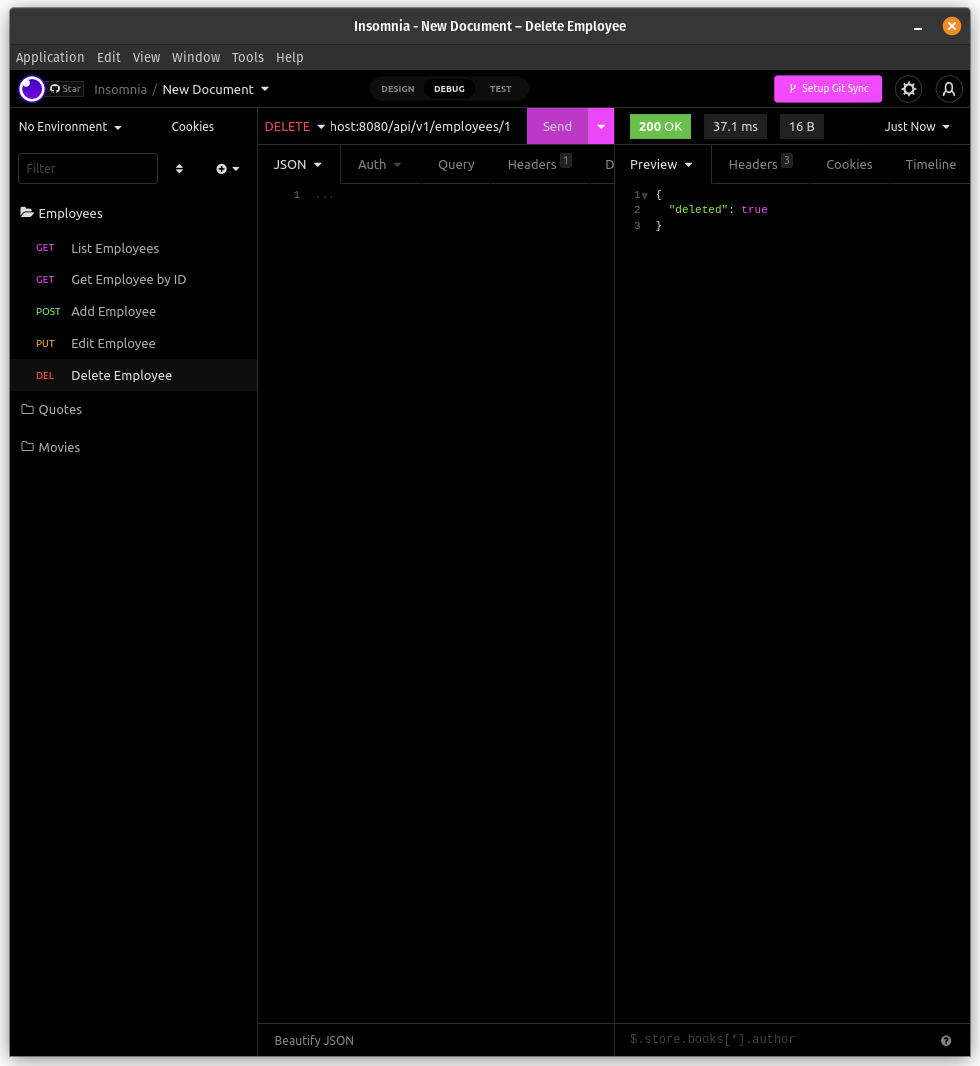 Insomnia - New Document – Delete Employee
Application Edit View Window Tools Help
Star Insomnia / New Document DESIGN DEBUG TEST Setup Git Sync
No Environment Cookies DELETE host:8080/api/v1/employees/1 Send 200 OK 37.1 ms 16 B Just Now
Filter JSON Auth Query Headers 1 D Preview Headers 3 Cookies Timeline
1 ... 1 {
2 "deleted": true
3 }
Employees
GET List Employees
GET Get Employee by ID
POST Add Employee
PUT Edit Employee
DEL Delete Employee
Quotes
Movies
Beautify JSON $.store.books[*].author